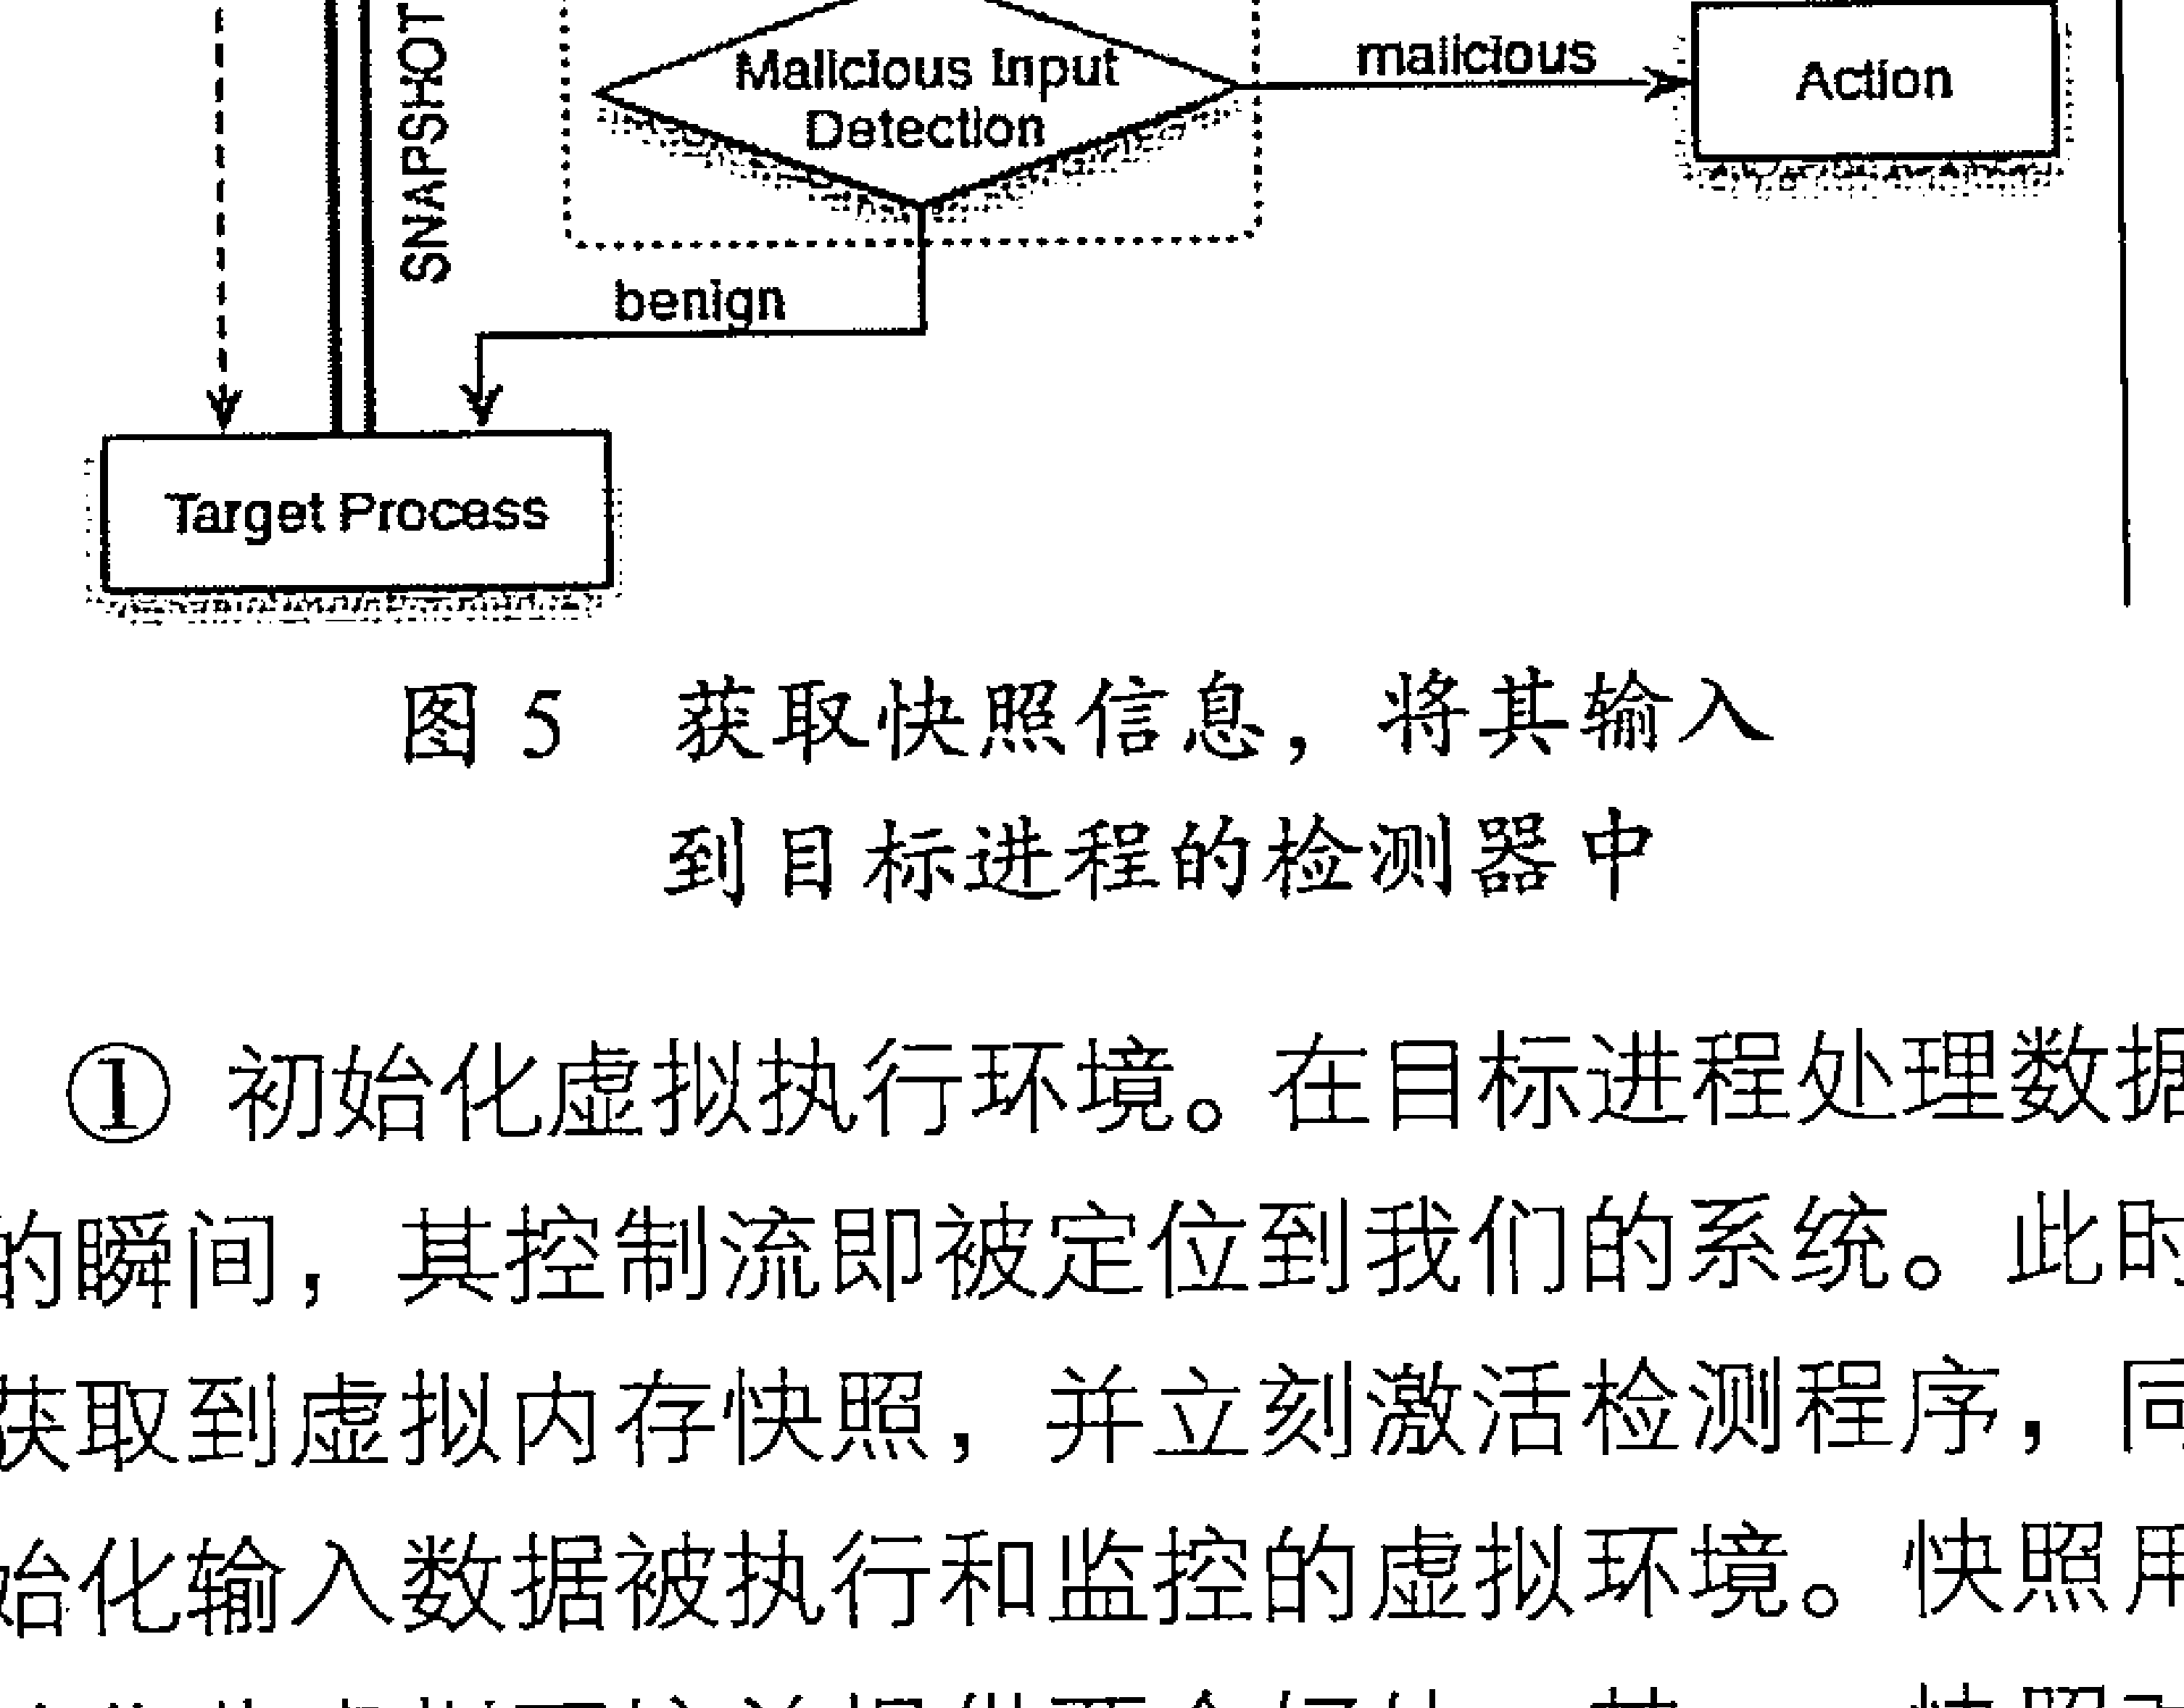 SNAPSHOT
Malicious Input
Detection
malicious
Action
benign
Target Process
图 5 获取快照信息，将其输入
到目标进程的检测器中
① 初始化虚拟执行环境。在目标进程处理数据
的瞬间，其控制流即被定位到我们的系统。此时
获取到虚拟内存快照，并立刻激活检测程序，同
始化输入数据被执行和监控的虚拟环境。快照用